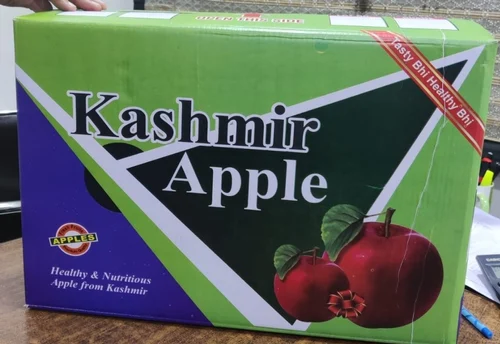 OPEN THIS SIDE
Tasty Bhi Healthy Bhi
Kashmir
Apple
APPLES
Healthy & Nutritious
Apple from Kashmir